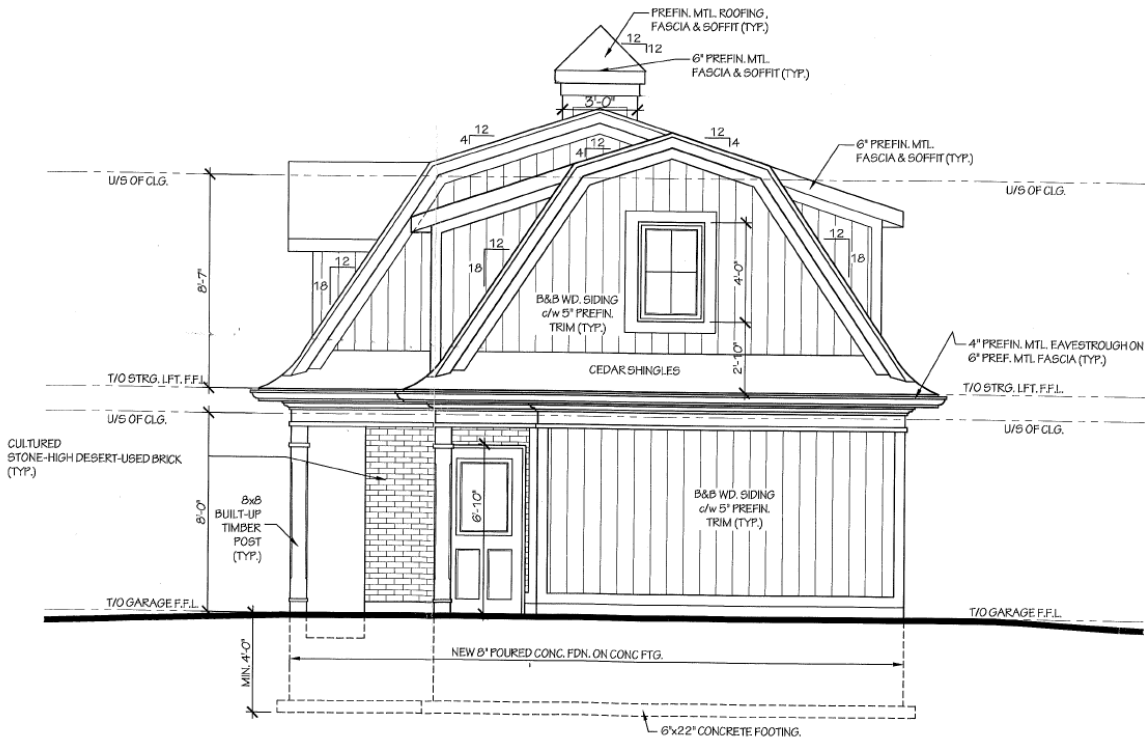 PREFIN. MTL. ROOFING,
FASCIA & SOFFIT (TYP.)
12
12
6" PREFIN. MTL.
FASCIA & SOFFIT (TYP.)
3'-0"
12
4
12
4
12
4
6" PREFIN. MTL.
FASCIA & SOFFIT (TYP.)
U/S OF CLG.
U/S OF CLG.
8'-7"
12
18
12
18
12
18
4'-0"
B&B WD. SIDING
c/w 5" PREFIN.
TRIM (TYP.)
2'-10"
4" PREFIN. MTL. EAVESTROUGH ON
6" PREF. MTL FASCIA (TYP.)
CEDAR SHINGLES
T/O STRG. LFT. F.F.L.
T/O STRG. LFT. F.F.L.
U/S OF CLG.
U/S OF CLG.
CULTURED
STONE-HIGH DESERT-USED BRICK
(TYP.)
8'-0"
8x8
BUILT-UP
TIMBER
POST
(TYP.)
6'-10"
B&B WD. SIDING
c/w 5" PREFIN.
TRIM (TYP.)
T/O GARAGE F.F.L.
T/O GARAGE F.F.L.
MIN. 4'-0"
NEW 8" POURED CONC. FDN. ON CONC FTG.
6"x22" CONCRETE FOOTING.